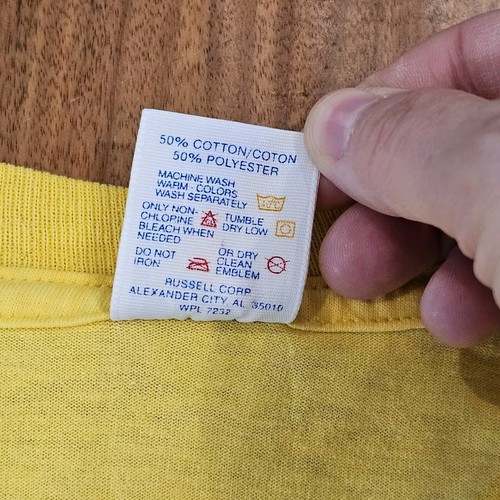 50% COTTON/COTON
50% POLYESTER
MACHINE WASH
WARM - COLORS
WASH SEPARATELY
ONLY NON-
CHLOPINE
BLEACH WHEN
NEEDED
TUMBLE
DRY LOW
DO NOT
IRON
OR DRY
CLEAN
EMBLEM
RUSSELL CORP.
ALEXANDER CITY, AL 35010
WPL 7232